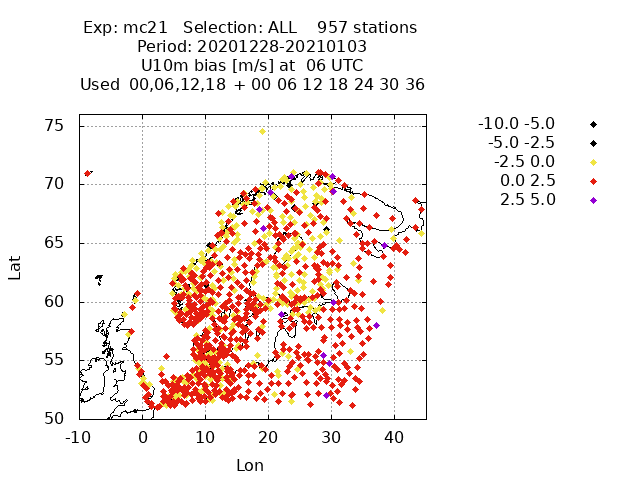 Exp: mc21 Selection: ALL 957 stations
Period: 20201228-20210103
U10m bias [m/s] at 06 UTC
Used 00,06,12,18 + 00 06 12 18 24 30 36
-10.0 -5.0
-5.0 -2.5
-2.5 0.0
0.0 2.5
2.5 5.0
75
70
65
60
55
50
Lat
-10 0 10 20 30 40
Lon